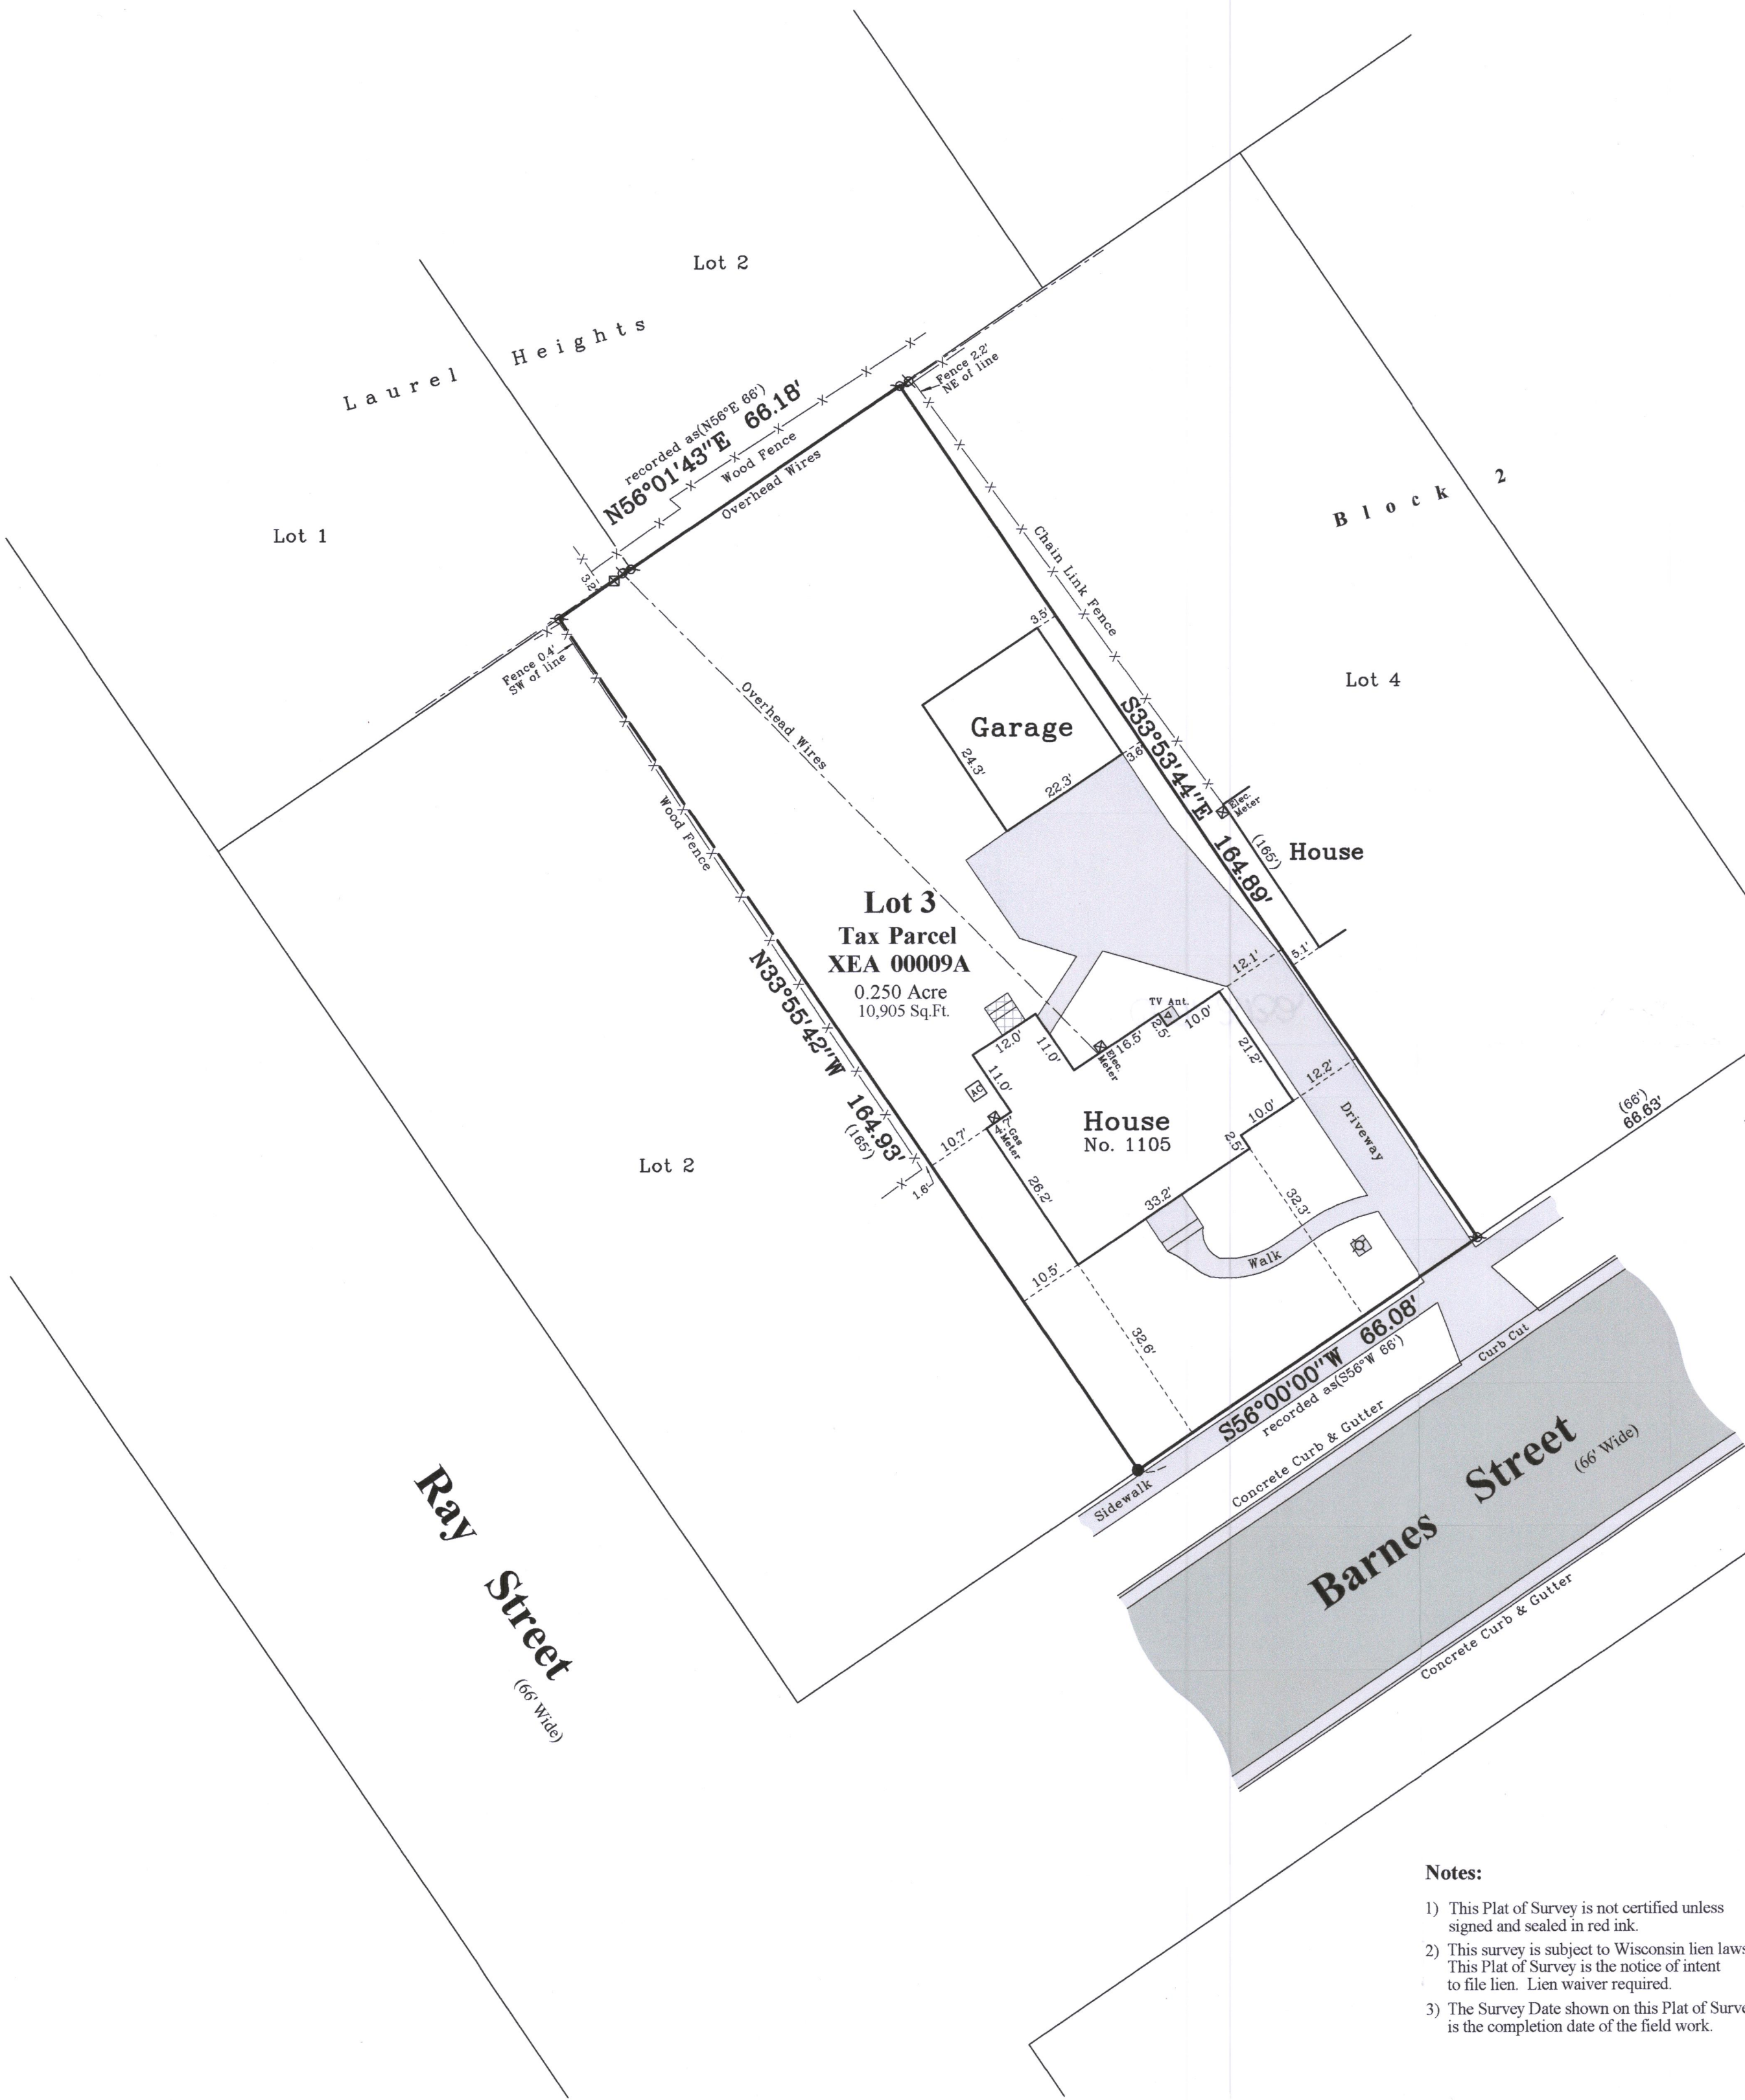 Lot 2
Laurel Heights
recorded as(N56°E 66')
N56°01'43"E 66.18'
Wood Fence
Overhead Wires
Fence 2.2'
NE of line
Block 2
Lot 1
3.2'
Fence 0.4'
SW of line
Chain Link Fence
3.5'
Overhead Wires
Lot 4
Garage
24.3'
22.3'
3.6'
S33°53'44"E 164.89'
(165')
Elec.
Meter
House
Wood Fence
Lot 3
Tax Parcel
XEA 00009A
0.250 Acre
10,905 Sq.Ft.
N33°55'42"W 164.93'
(165')
12.1'
5.1'
TV Ant.
12.0'
11.0'
16.5'
2.5'
10.0'
Elec.
Meter
21.2'
11.0'
AC
Gas
Meter
House
No. 1105
12.2'
10.0'
2.5'
Driveway
(66')
66.63'
Lot 2
10.7'
1.6'
26.2'
33.2'
32.3'
Walk
10.5'
32.6'
S56°00'00"W 66.08'
recorded as(S56°W 66')
Curb Cut
Concrete Curb & Gutter
Sidewalk
Barnes Street
(66' Wide)
Concrete Curb & Gutter
Ray Street
(66' Wide)
Notes:
1) This Plat of Survey is not certified unless
signed and sealed in red ink.
2) This survey is subject to Wisconsin lien laws
This Plat of Survey is the notice of intent
to file lien. Lien waiver required.
3) The Survey Date shown on this Plat of Surve
is the completion date of the field work.